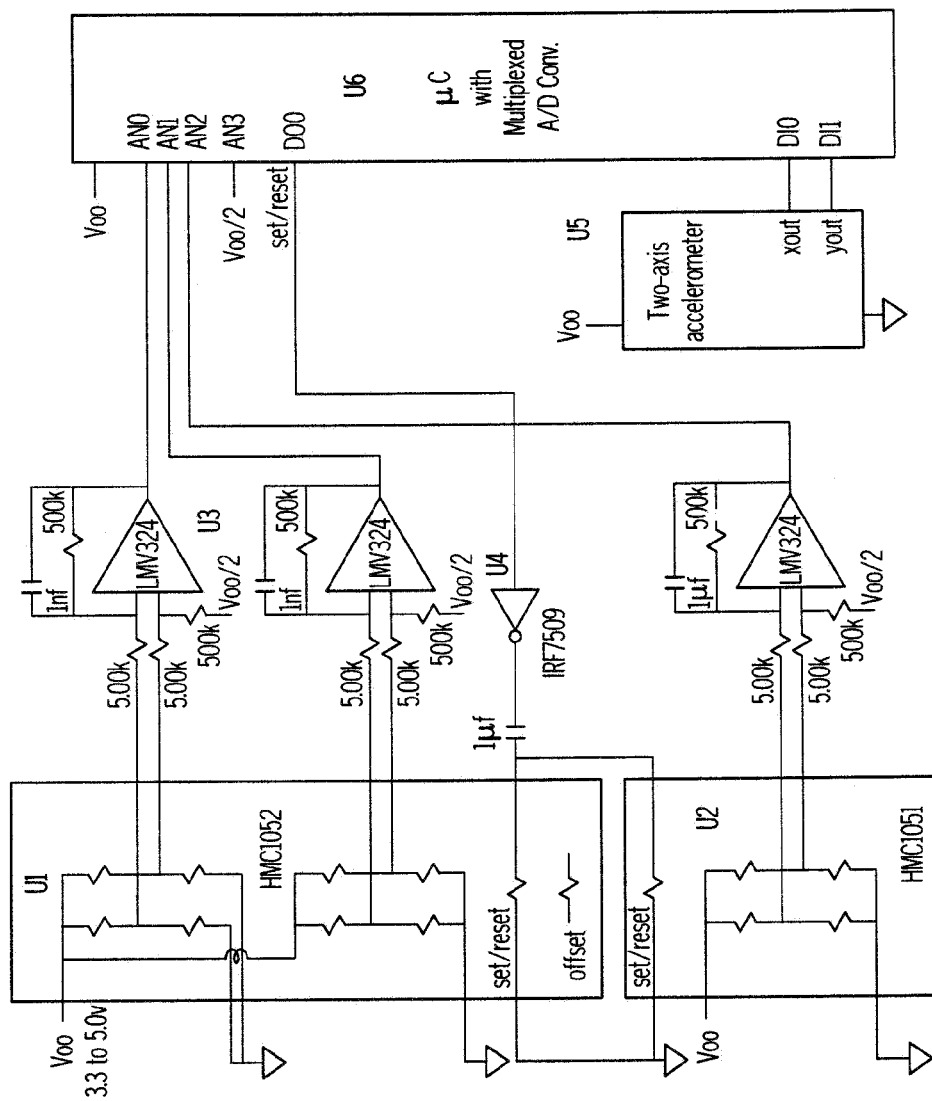 U1
Voo
3.3 to 5.0v
HMC1052
set/reset
offset
5.00k
5.00k
500k
Voo/2
1nf
500k
LMV324
U3
5.00k
5.00k
500k
Voo/2
1nf
500k
LMV324
1µf
U4
IRF7509
U2
Voo
set/reset
HMC1051
5.00k
5.00k
500k
Voo/2
1µf
500k
LMV324
Voo
AN0
AN1
AN2
AN3
Voo/2
DO0
set/reset
U6
µC
with
Multiplexed
A/D Conv.
DI0
DI1
U5
Voo
Two-axis
accelerometer
xout
yout